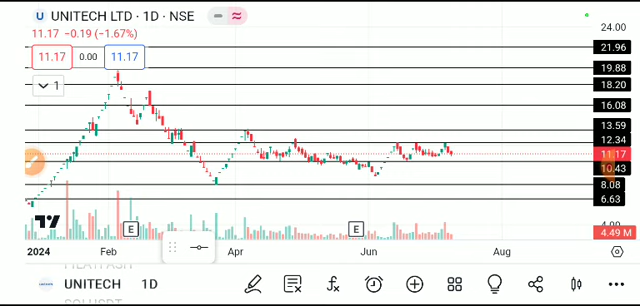 U UNITECH LTD · 1D · NSE
11.17 −0.19 (−1.67%)
11.17 0.00 11.17
1
24.00
21.96
19.88
18.20
16.08
13.59
12.34
11.17
10.43
8.08
6.63
4.00
4.49 M
E E
2024 Feb Apr Jun Aug
UNITECH 1D